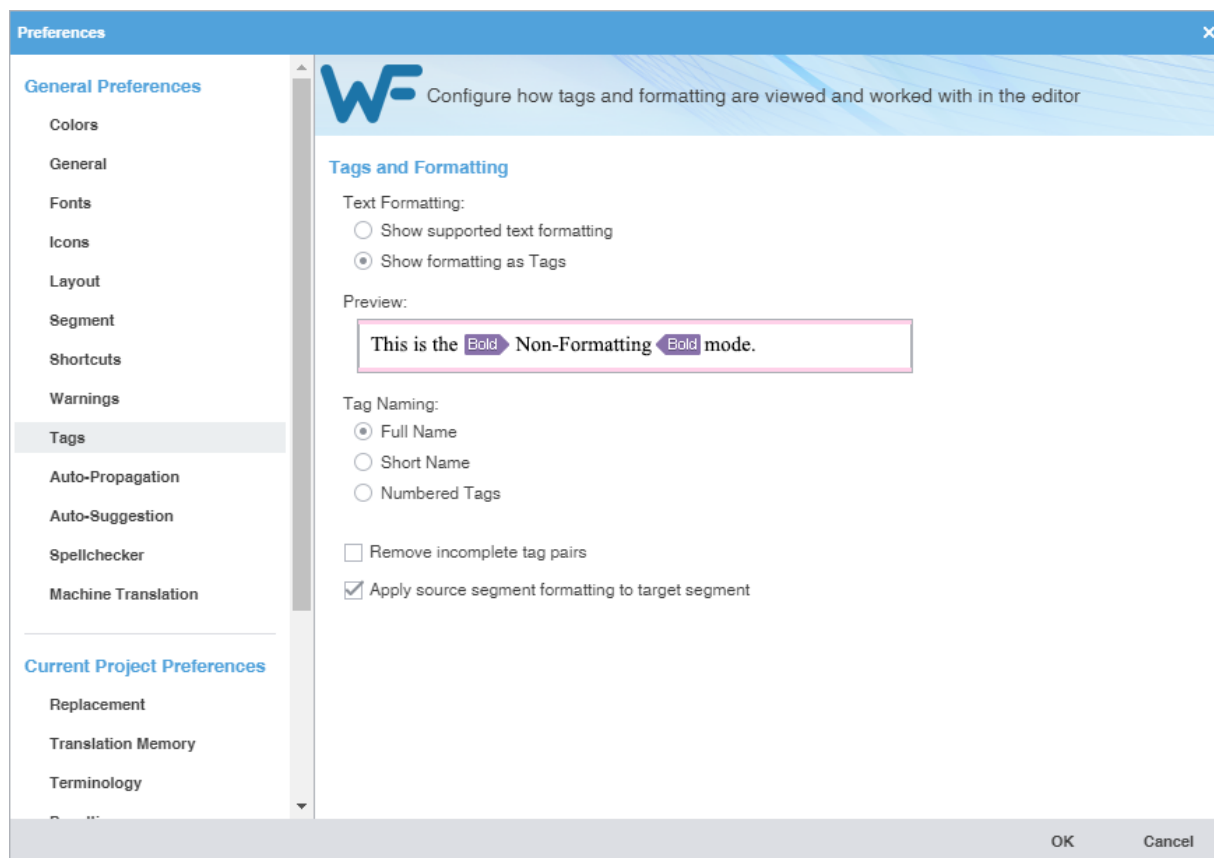 Preferences
General Preferences
Colors
General
Fonts
Icons
Layout
Segment
Shortcuts
Warnings
Tags
Auto-Propagation
Auto-Suggestion
Spellchecker
Machine Translation
Current Project Preferences
Replacement
Translation Memory
Terminology
WF Configure how tags and formatting are viewed and worked with in the editor
Tags and Formatting
Text Formatting:
Show supported text formatting
Show formatting as Tags
Preview:
This is the Bold Non-Formatting Bold mode.
Tag Naming:
Full Name
Short Name
Numbered Tags
Remove incomplete tag pairs
Apply source segment formatting to target segment
OK Cancel